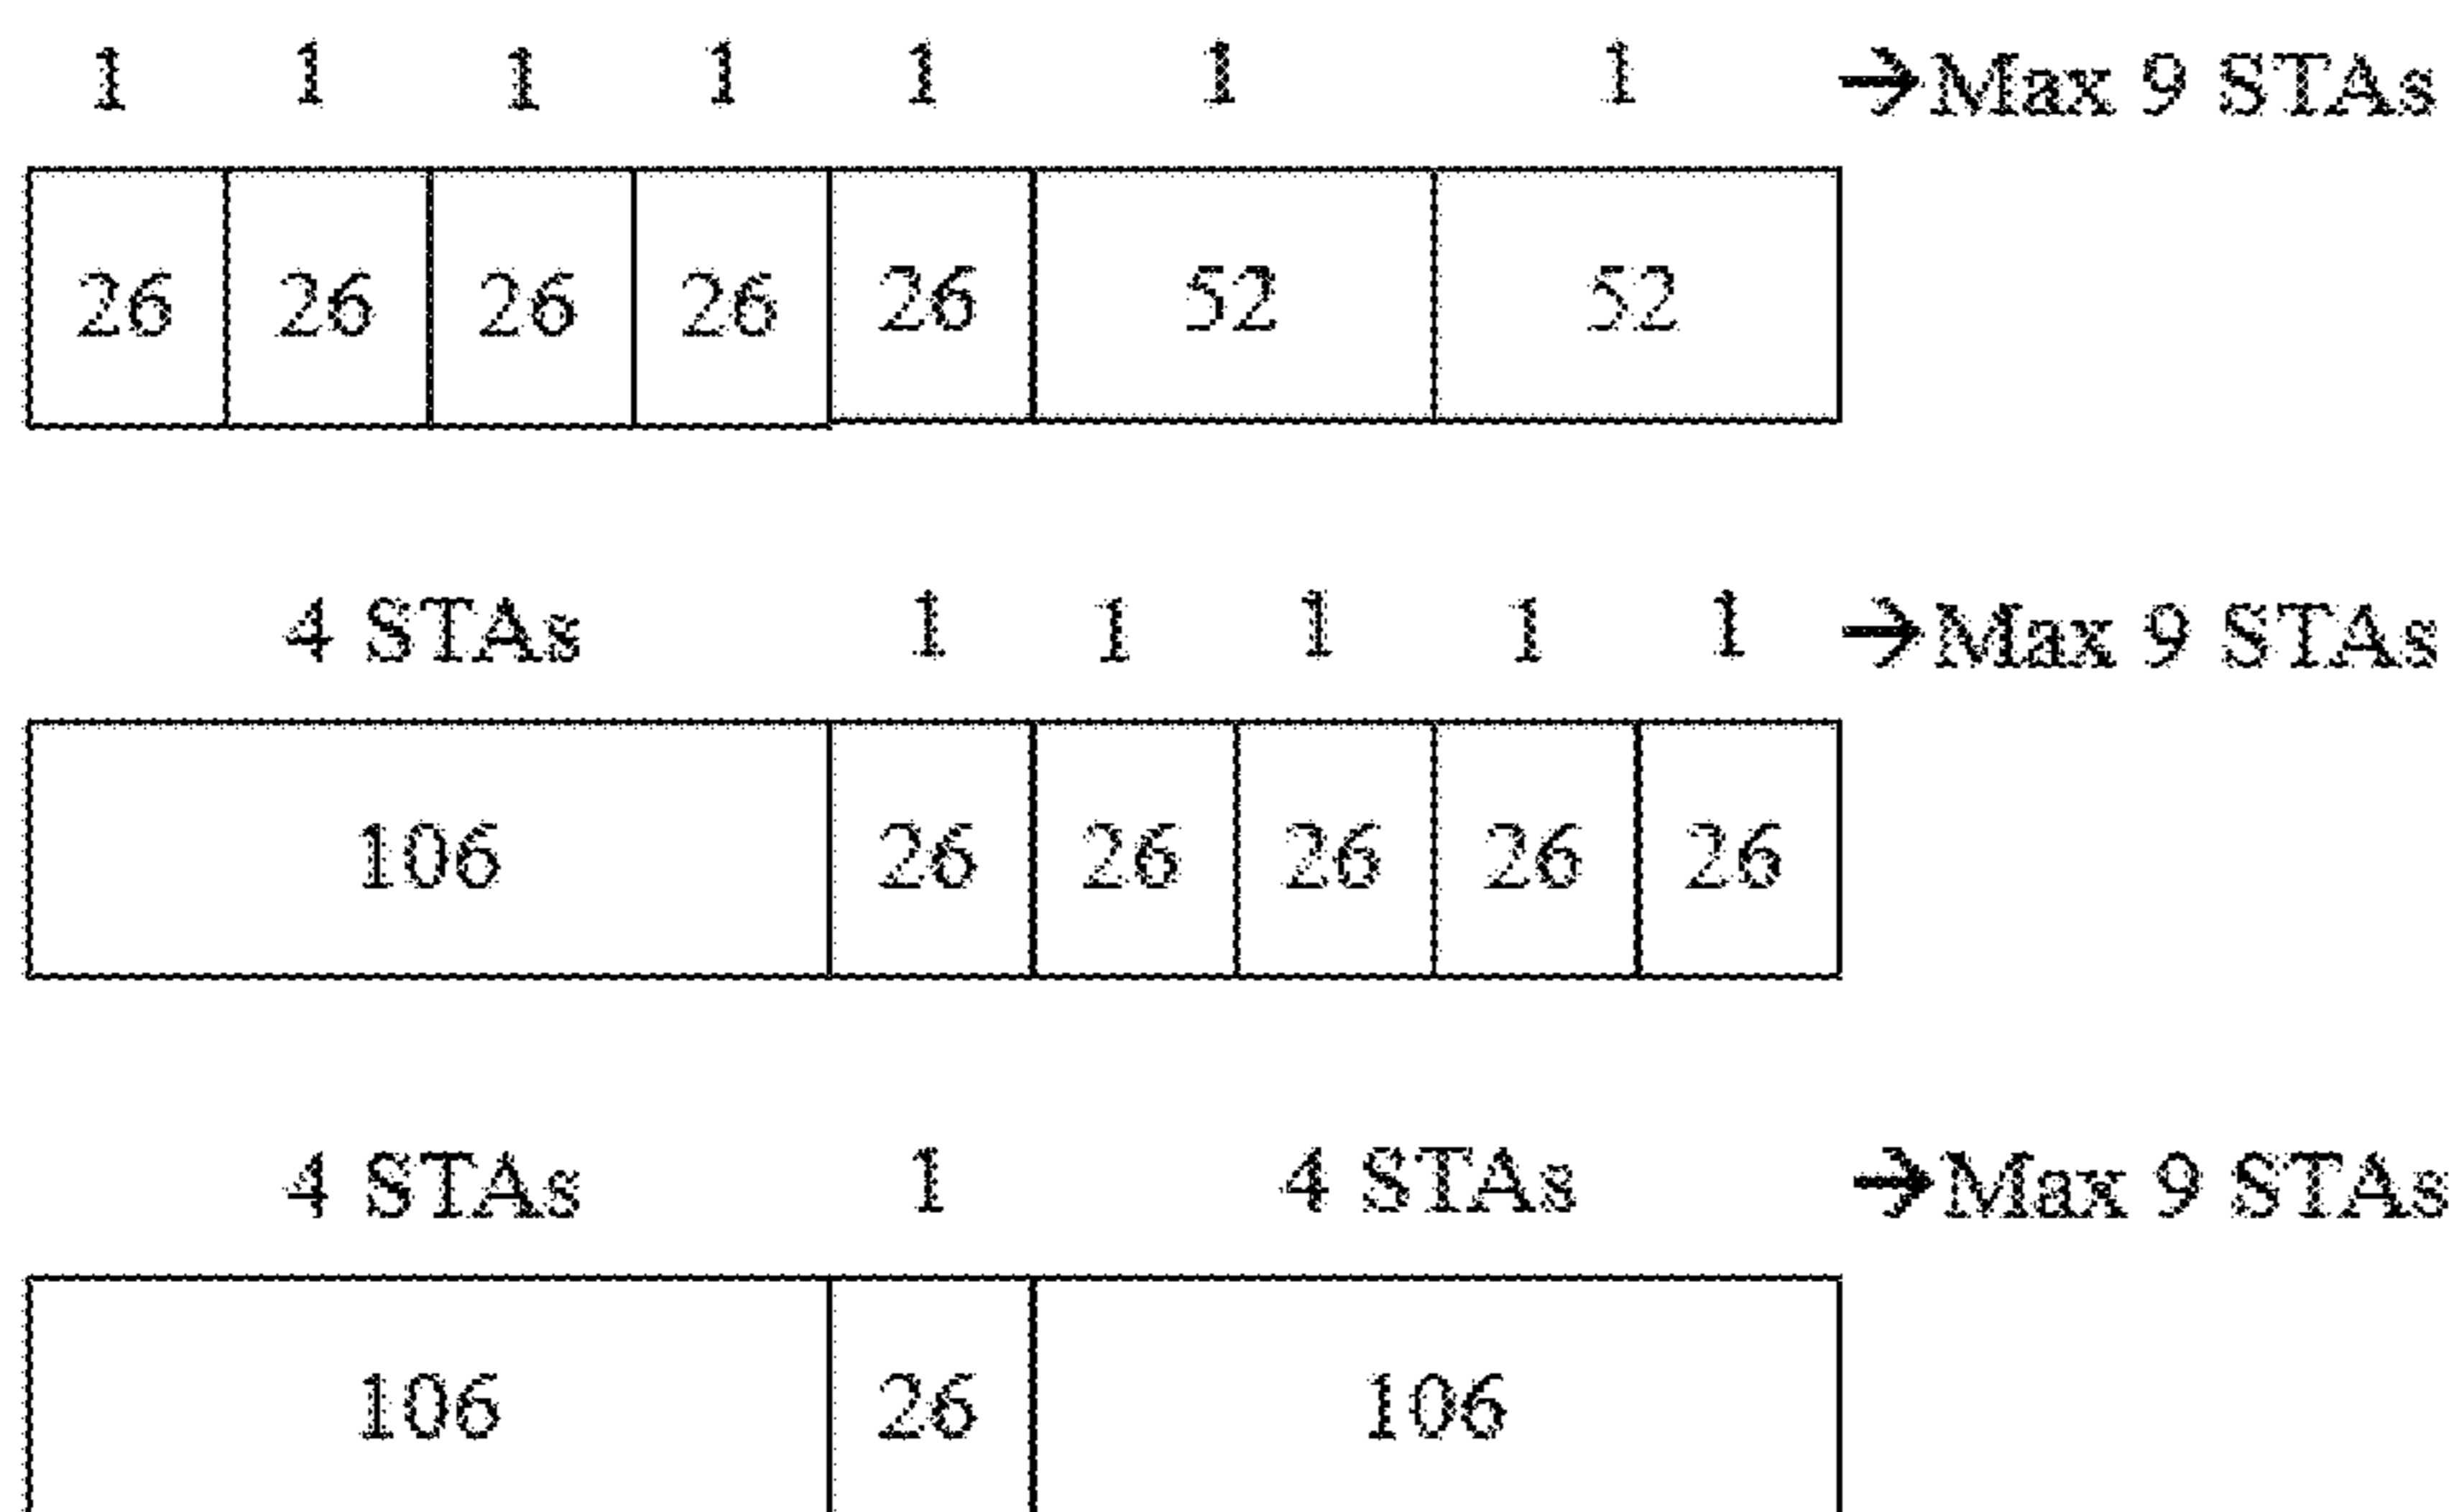 1 1 1 1 1 1 1 →Max 9 STAs
26 26 26 26 26 52 52
4 STAs 1 1 1 1 1 →Max 9 STAs
106 26 26 26 26 26
4 STAs 1 4 STAs →Max 9 STAs
106 26 106